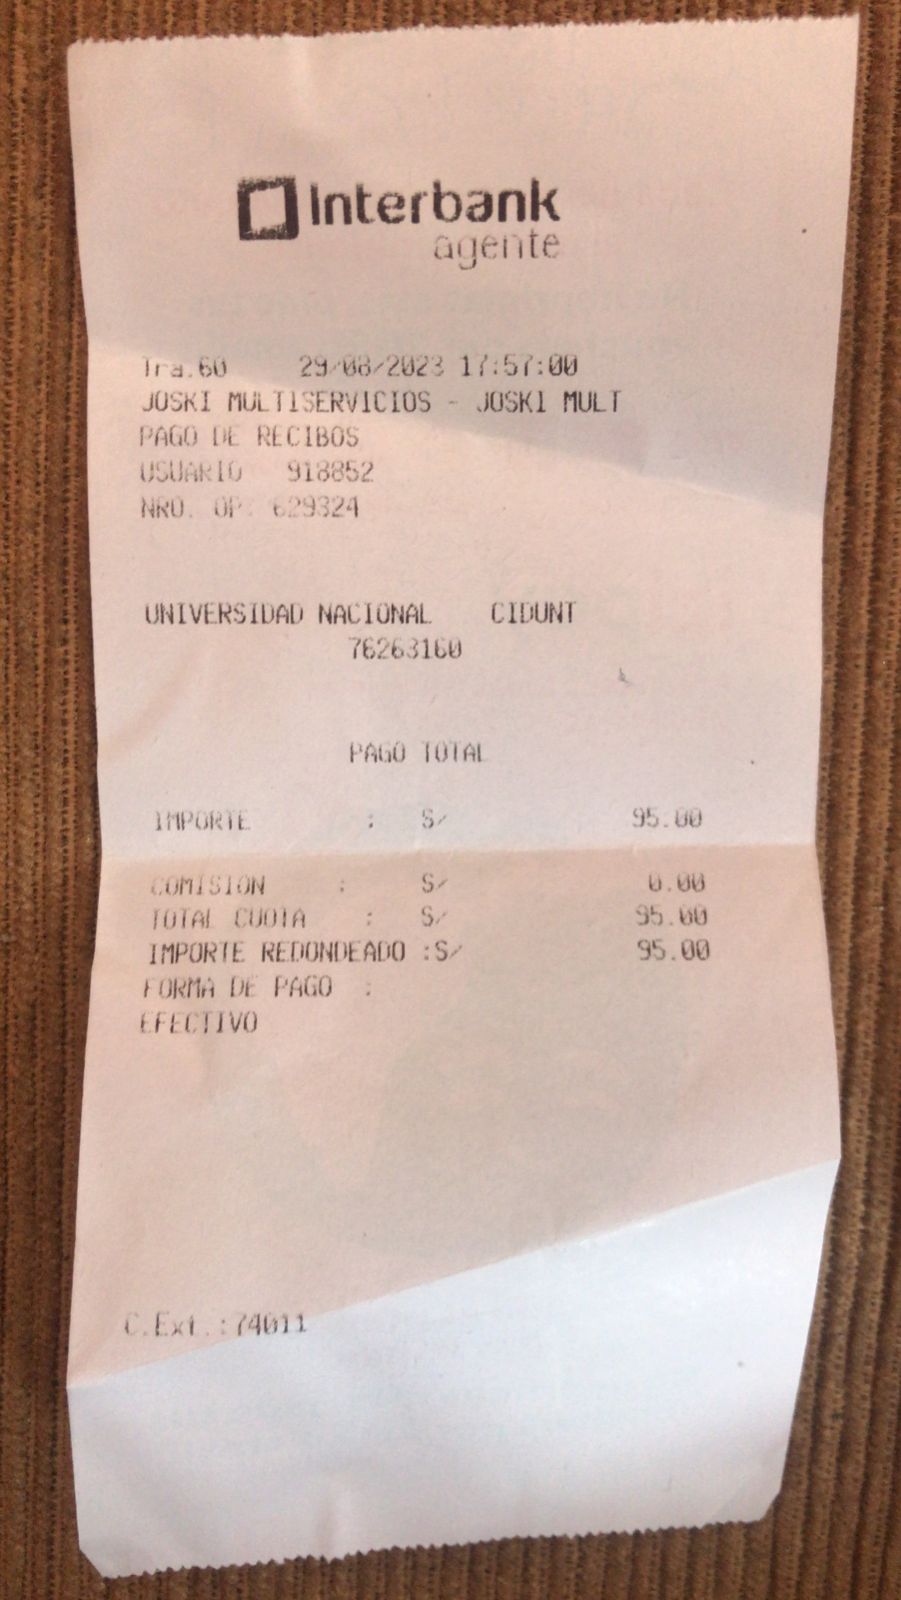 Interbank
agente
Tra.60 29/08/2023 17:57:00
JOSKI MULTISERVICIOS - JOSKI MULT
PAGO DE RECIBOS
USUARIO 918852
NRO. OP: 629324
UNIVERSIDAD NACIONAL CIDUNT
76263160
PAGO TOTAL
IMPORTE : S/ 95.00
COMISION : S/ 0.00
TOTAL CUOTA : S/ 95.00
IMPORTE REDONDEADO :S/ 95.00
FORMA DE PAGO :
EFECTIVO
C.Ext.:74011